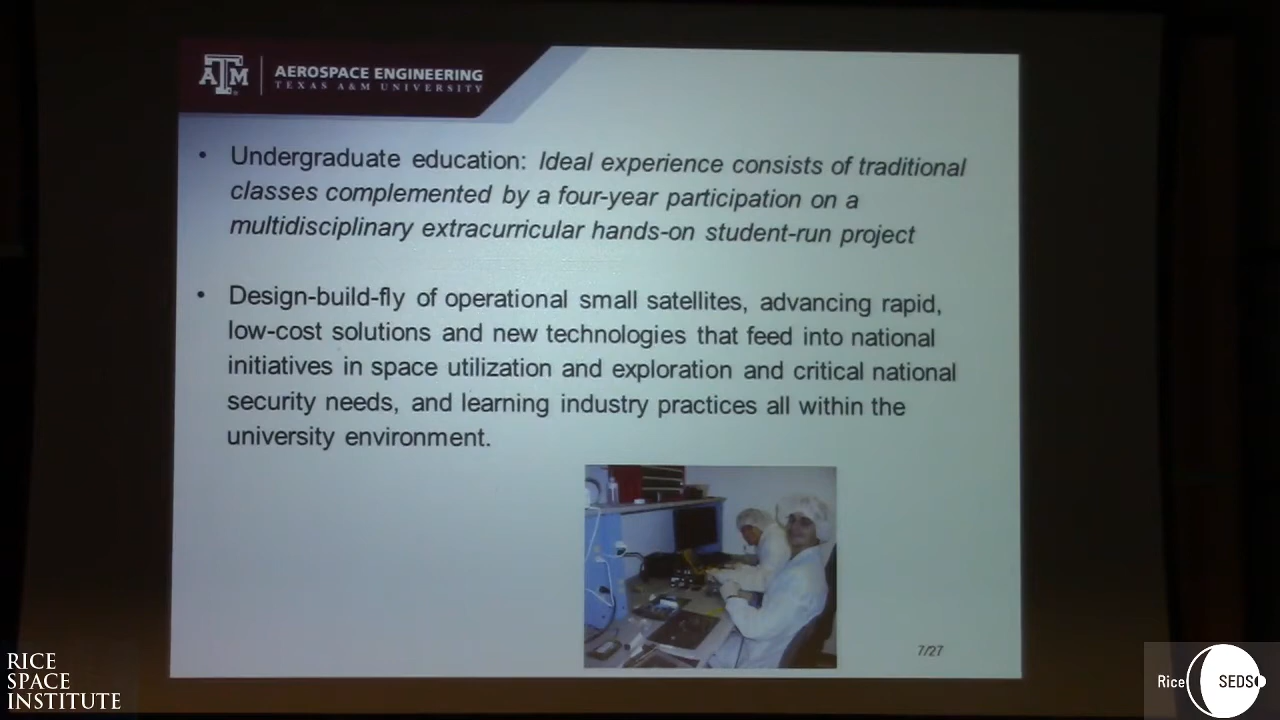 ATM
AEROSPACE ENGINEERING
TEXAS A&M UNIVERSITY
• Undergraduate education: Ideal experience consists of traditional
classes complemented by a four-year participation on a
multidisciplinary extracurricular hands-on student-run project
• Design-build-fly of operational small satellites, advancing rapid,
low-cost solutions and new technologies that feed into national
initiatives in space utilization and exploration and critical national
security needs, and learning industry practices all within the
university environment.
7/27
RICE
SPACE
INSTITUTE
Rice SEDS